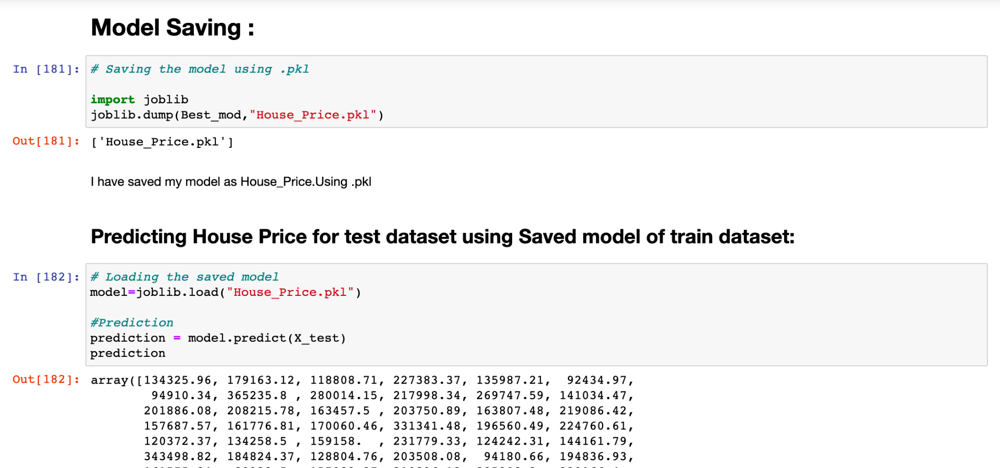 Model Saving :
In [181]: # Saving the model using .pkl
import joblib
joblib.dump(Best_mod,"House_Price.pkl")
Out[181]: ['House_Price.pkl']
I have saved my model as House_Price.Using .pkl
Predicting House Price for test dataset using Saved model of train dataset:
In [182]: # Loading the saved model
model=joblib.load("House_Price.pkl")
#Prediction
prediction = model.predict(X_test)
prediction
Out[182]: array([134325.96, 179163.12, 118808.71, 227383.37, 135987.21,  92434.97,
94910.34, 365235.8 , 280014.15, 217998.34, 269747.59, 141034.47,
201886.08, 208215.78, 163457.5 , 203750.89, 163807.48, 219086.42,
157687.57, 161776.81, 170060.46, 331341.48, 196560.49, 224760.61,
120372.37, 134258.5 , 159158.  , 231779.33, 124242.31, 144161.79,
343498.82, 184824.37, 128804.76, 203508.08,  94180.66, 194836.93,